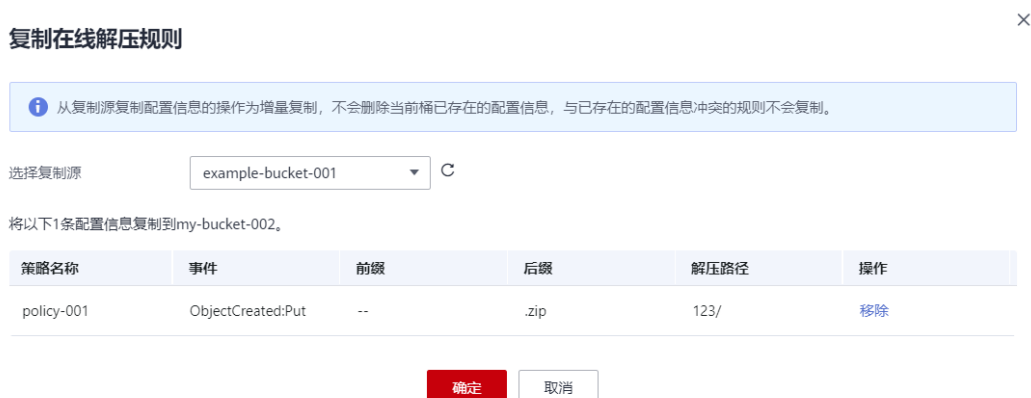 复制在线解压规则
从复制源复制配置信息的操作为增量复制，不会删除当前桶已存在的配置信息，与已存在的配置信息冲突的规则不会复制。
选择复制源 example-bucket-001
将以下1条配置信息复制到my-bucket-002。
策略名称 事件 前缀 后缀 解压路径 操作
policy-001 ObjectCreated:Put -- .zip 123/ 移除
确定 取消